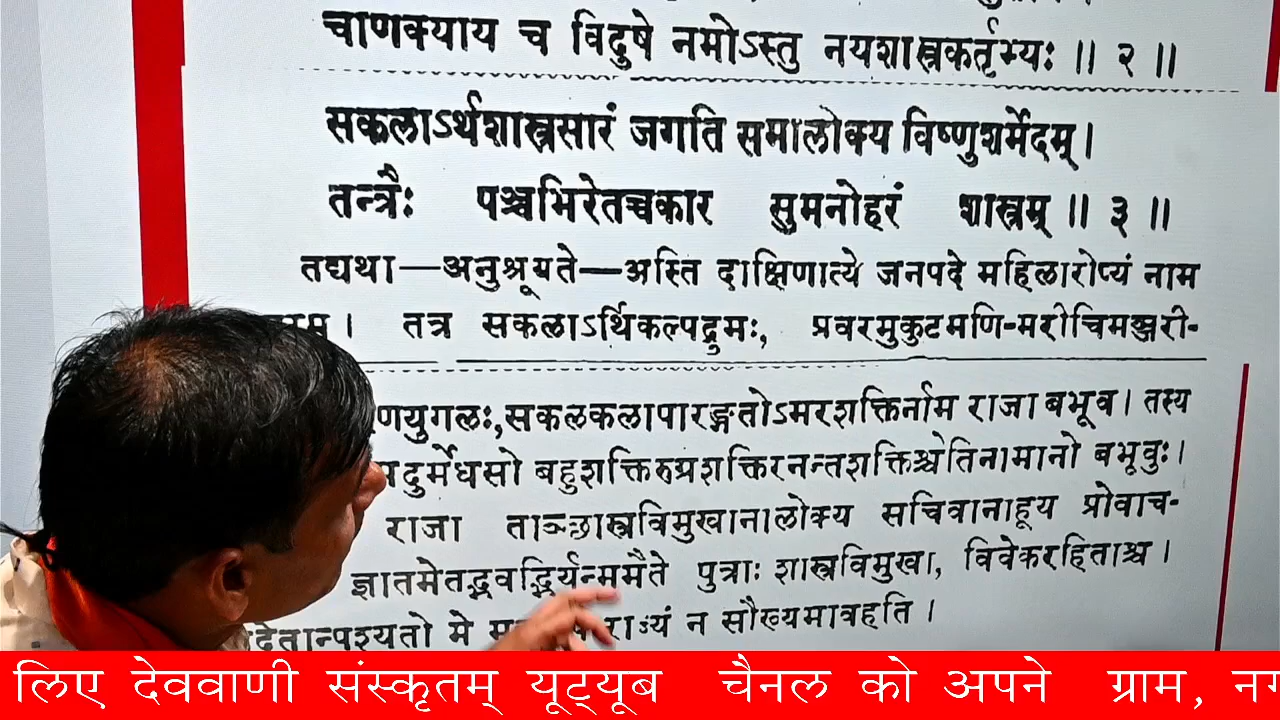 चाणक्याय च विदुषे नमोऽस्तु नयशास्त्रकर्तृभ्यः ॥ २ ॥
सकलाऽर्थशास्त्रसारं जगति समालोक्य विष्णुशर्मेदम् ।
तन्त्रैः पञ्चभिरेतच्चकार सुमनोहरं शास्त्रम् ॥ ३ ॥
तद्यथा—अनुश्रूयते—अस्ति दाक्षिणात्ये जनपदे महिलारोप्यं नाम
। तत्र सकलाऽर्थिकल्पद्रुमः, प्रवरमुकुटमणि-मरीचिमञ्जरी-
णयुगलः,सकलकलापारङ्गतोऽमरशक्तिर्नाम राजा बभूव । तस्य
दुर्मेधसो बहुशक्तिरुग्रशक्तिरनन्तशक्तिश्चेतिनामानो बभूवुः ।
राजा ताञ्छास्त्रविमुखानालोक्य सचिवानाहूय प्रोवाच-
ज्ञातमेतद्भवद्भिर्यन्ममैते पुत्राः शास्त्रविमुखा, विवेकरहिताश्च ।
देतान्पश्यतो मे राज्यं न सौख्यमावहति ।
लिए देववाणी संस्कृतम् यूट्यूब चैनल को अपने ग्राम, नग